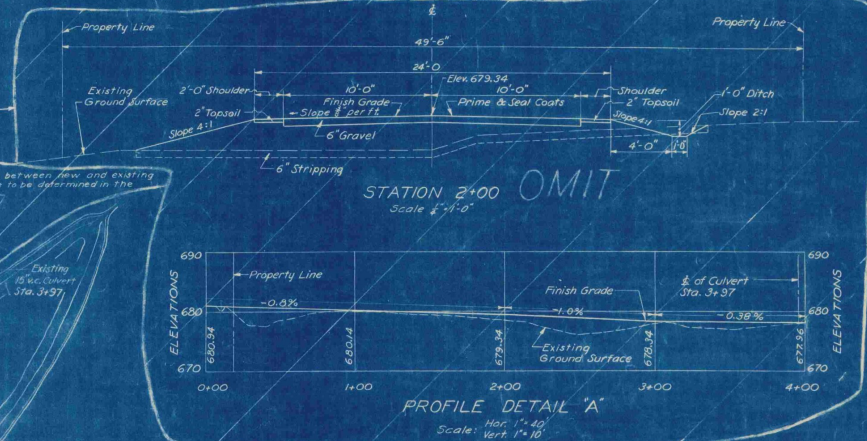 ℄
Property Line
Property Line
49'-6"
24'-0
2'-0" Shoulder
10'-0"
Elev. 679.34
10'-0"
Shoulder
1'-0" Ditch
Existing
Ground Surface
2" Topsoil
Finish Grade
Prime & Seal Coats
2" Topsoil
Slope 2:1
Slope 4:1
Slope per ft.
Slope 4:1
6" Gravel
4'-0"
1'-0"
6" Stripping
between new and existing
to be determined in the
STATION 2+00
OMIT
Scale ¼"=1'-0"
690
690
Existing
15" V.C. Culvert
Sta. 3+97
Property Line
Finish Grade
℄ of Culvert
Sta. 3+97
ELEVATIONS
680
-0.8%
-1.0%
-0.38%
680
ELEVATIONS
680.94
680.14
679.34
678.34
677.96
Existing
Ground Surface
670
670
0+00
1+00
2+00
3+00
4+00
PROFILE DETAIL "A"
Scale: Hor. 1"=40'
Vert. 1"=10'